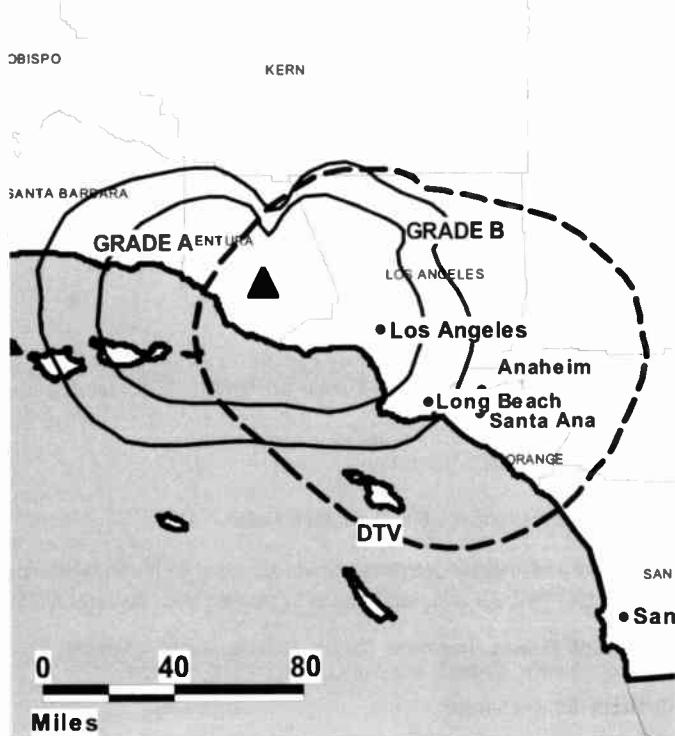 OBISPO
KERN
SANTA BARBARA
GRADE A
ENTURA
GRADE B
LOS ANGELES
Los Angeles
Anaheim
Long Beach
Santa Ana
ORANGE
DTV
SAN
San
0 40 80
Miles